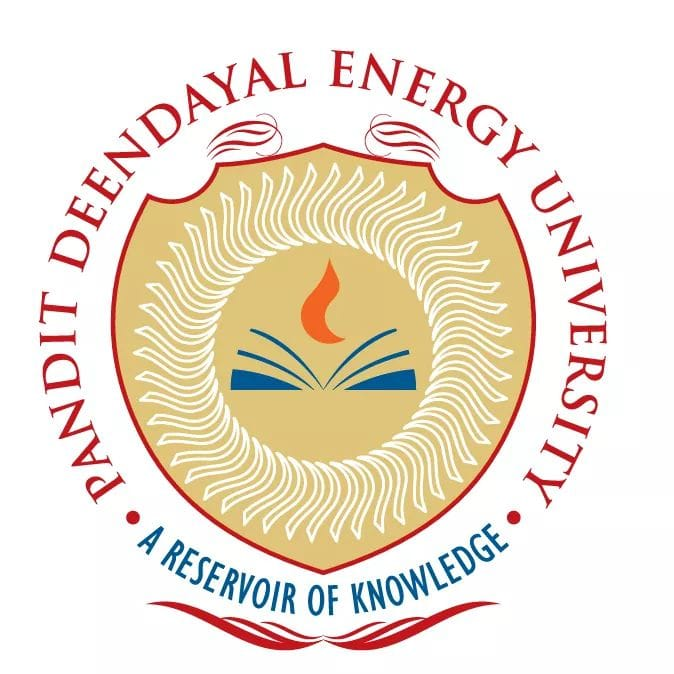 PANDIT DEENDAYAL ENERGY UNIVERSITY
A RESERVOIR OF KNOWLEDGE